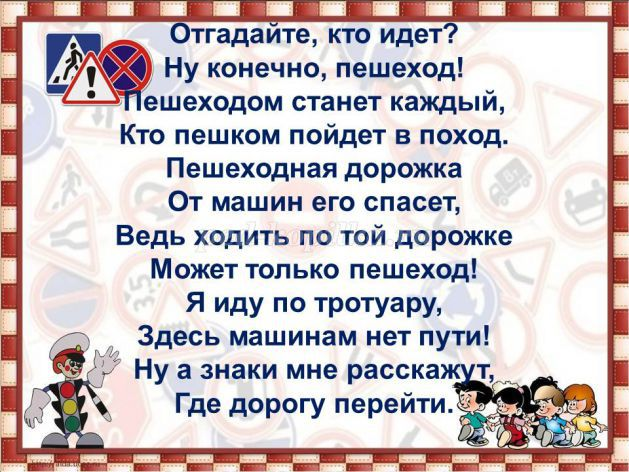 Отгадайте, кто идет?
Ну конечно, пешеход!
Пешеходом станет каждый,
Кто пешком пойдет в поход.
Пешеходная дорожка
От машин его спасет,
Ведь ходить по той дорожке
Может только пешеход!
Я иду по тротуару,
Здесь машинам нет пути!
Ну а знаки мне расскажут,
Где дорогу перейти.